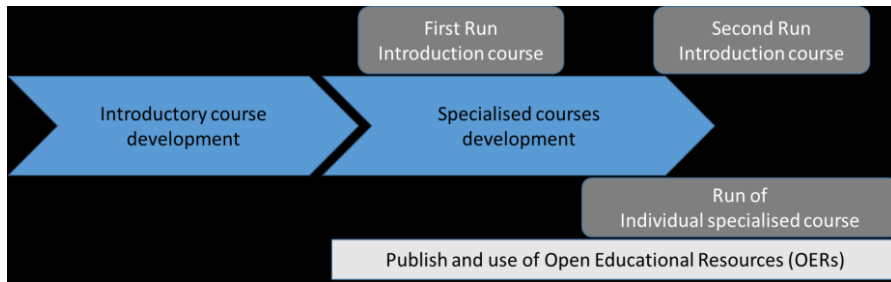 First Run
Introduction course
Second Run
Introduction course
Introductory course
development
Specialised courses
development
Run of
Individual specialised course
Publish and use of Open Educational Resources (OERs)